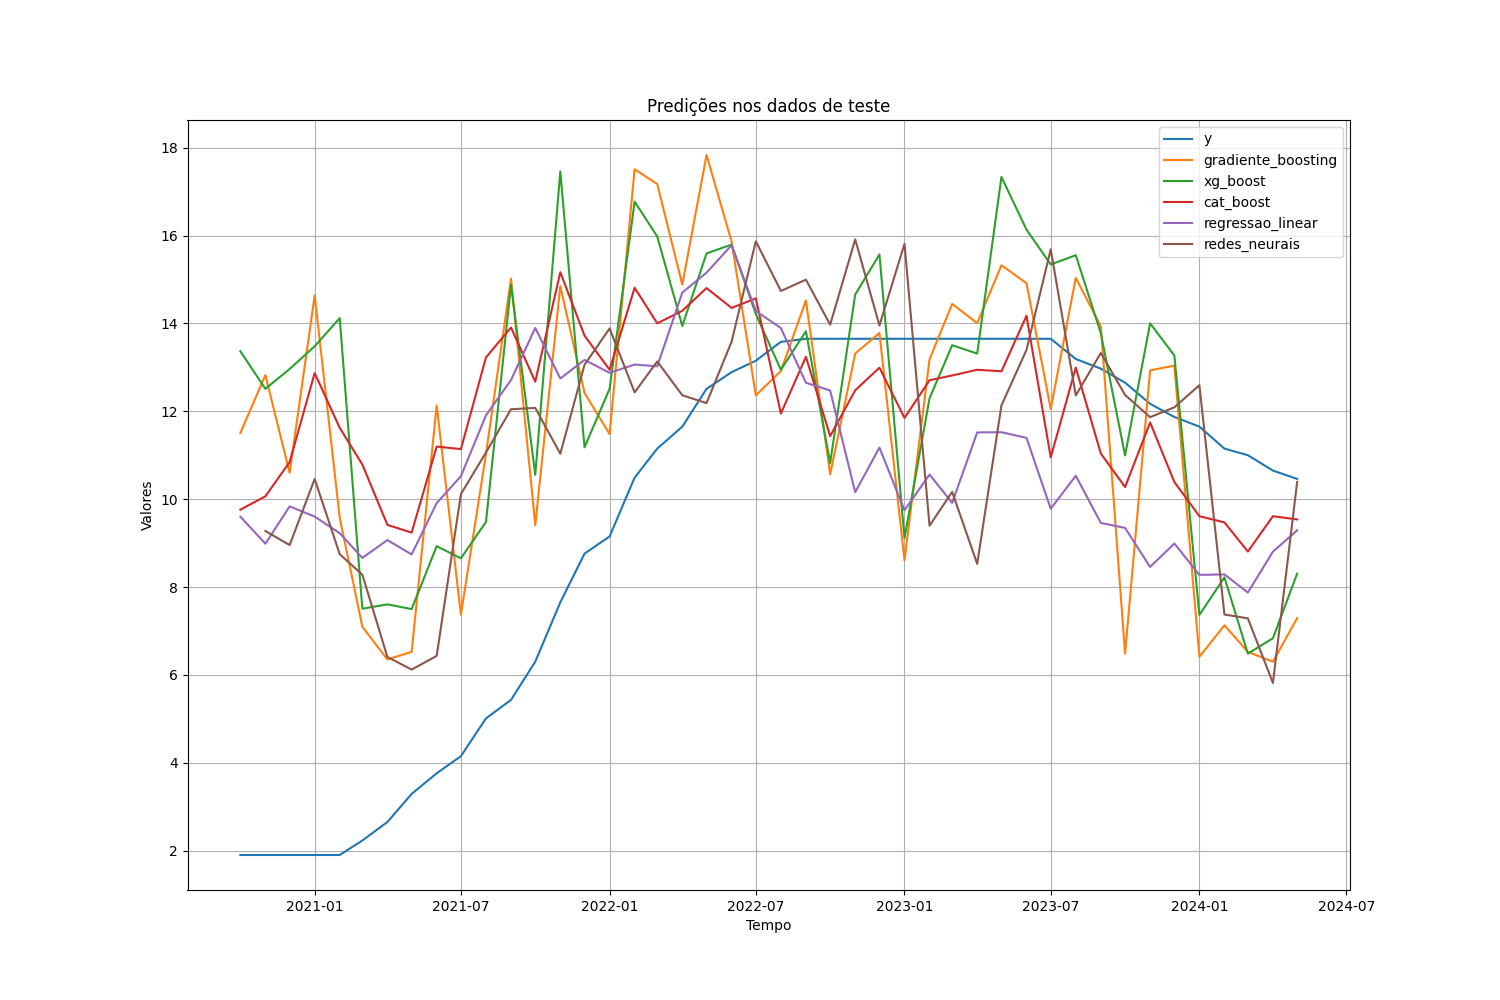 Predições nos dados de teste
y
gradiente_boosting
xg_boost
cat_boost
regressao_linear
redes_neurais
Valores
18
16
14
12
10
8
6
4
2
2021-01 2021-07 2022-01 2022-07 2023-01 2023-07 2024-01 2024-07
Tempo